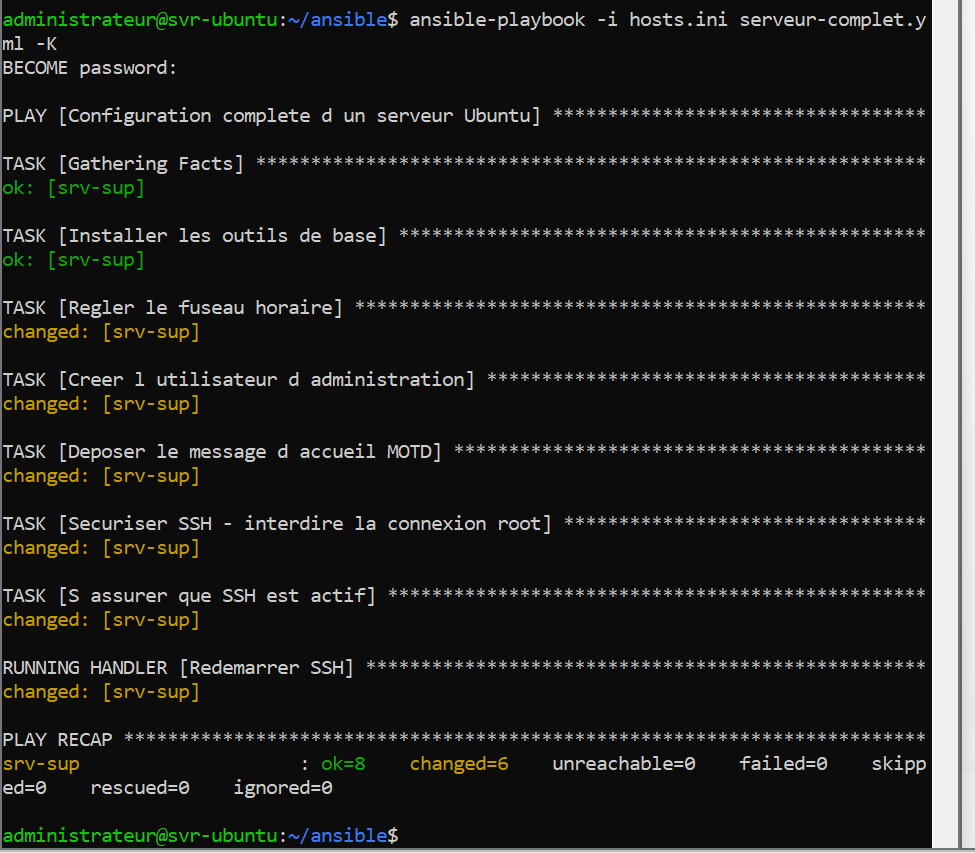 administrateur@svr-ubuntu:~/ansible$ ansible-playbook -i hosts.ini serveur-complet.y
ml -K
BECOME password:
PLAY [Configuration complete d un serveur Ubuntu] **********************************
TASK [Gathering Facts] *************************************************************
ok: [srv-sup]
TASK [Installer les outils de base] ************************************************
ok: [srv-sup]
TASK [Regler le fuseau horaire] ****************************************************
changed: [srv-sup]
TASK [Creer l utilisateur d administration] ****************************************
changed: [srv-sup]
TASK [Deposer le message d accueil MOTD] *******************************************
changed: [srv-sup]
TASK [Securiser SSH - interdire la connexion root] *********************************
changed: [srv-sup]
TASK [S assurer que SSH est actif] *************************************************
changed: [srv-sup]
RUNNING HANDLER [Redemarrer SSH] ***************************************************
changed: [srv-sup]
PLAY RECAP *************************************************************************
srv-sup                    : ok=8    changed=6    unreachable=0    failed=0    skipp
ed=0    rescued=0    ignored=0
administrateur@svr-ubuntu:~/ansible$